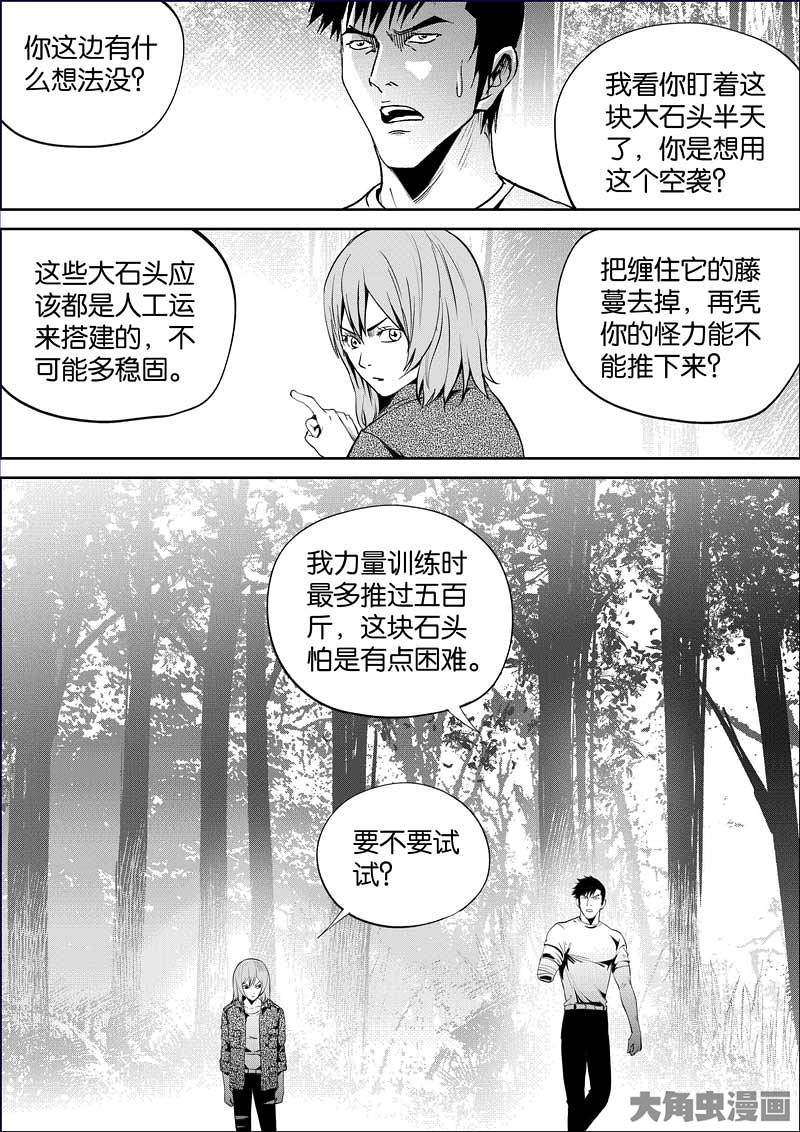 你这边有什
么想法没？
我看你盯着这
块大石头半天
了，你是想用
这个空袭？
这些大石头应
该都是人工运
来搭建的，不
可能多稳固。
把缠住它的藤
蔓去掉，再凭
你的怪力能不
能推下来？
我力量训练时
最多推过五百
斤，这块石头
怕是有点困难。
要不要试
试？
大角虫漫画